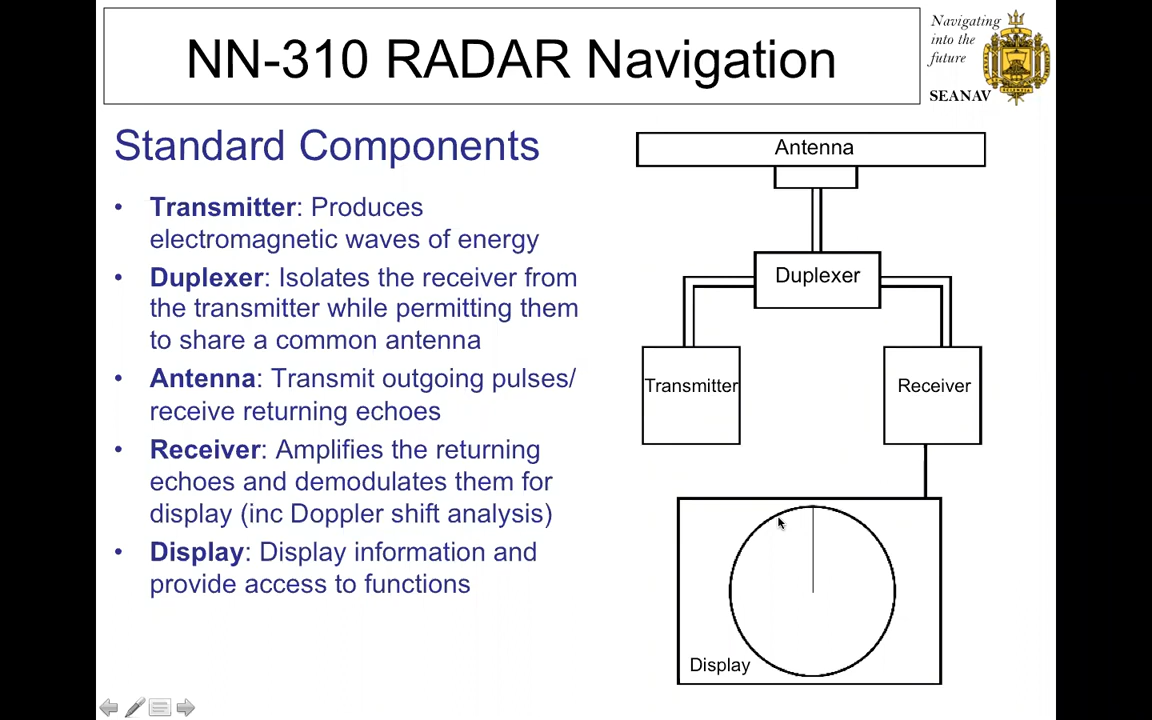 NN-310 RADAR Navigation
Navigating
into the
future
SEANAV
Standard Components
• Transmitter: Produces
electromagnetic waves of energy
• Duplexer: Isolates the receiver from
the transmitter while permitting them
to share a common antenna
• Antenna: Transmit outgoing pulses/
receive returning echoes
• Receiver: Amplifies the returning
echoes and demodulates them for
display (inc Doppler shift analysis)
• Display: Display information and
provide access to functions
Antenna
Duplexer
Transmitter
Receiver
Display